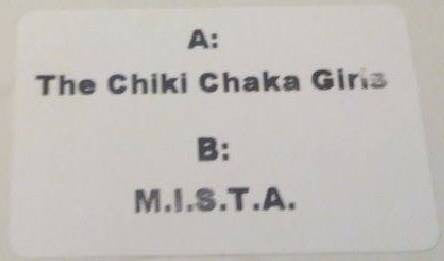 A:
The Chiki Chaka Girls
B:
M.I.S.T.A.